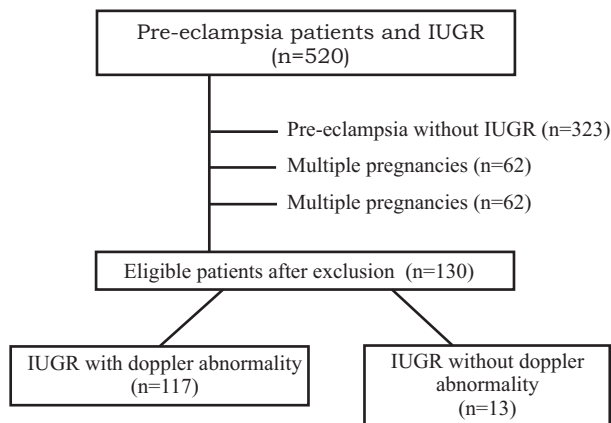 Pre-eclampsia patients and IUGR
(n=520)
Pre-eclampsia without IUGR (n=323)
Multiple pregnancies (n=62)
Multiple pregnancies (n=62)
Eligible patients after exclusion (n=130)
IUGR with doppler abnormality
(n=117)
IUGR without doppler
abnormality
(n=13)